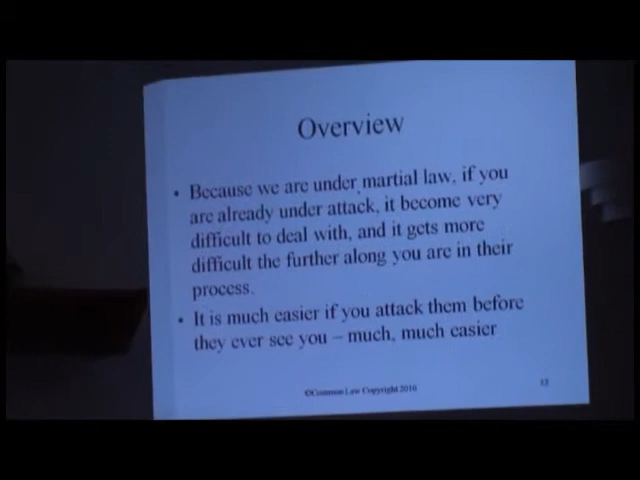 Overview
• Because we are under martial law, if you
are already under attack, it become very
difficult to deal with, and it gets more
difficult the further along you are in their
process.
• It is much easier if you attack them before
they ever see you – much, much easier
©Common Law Copyright 2010
13